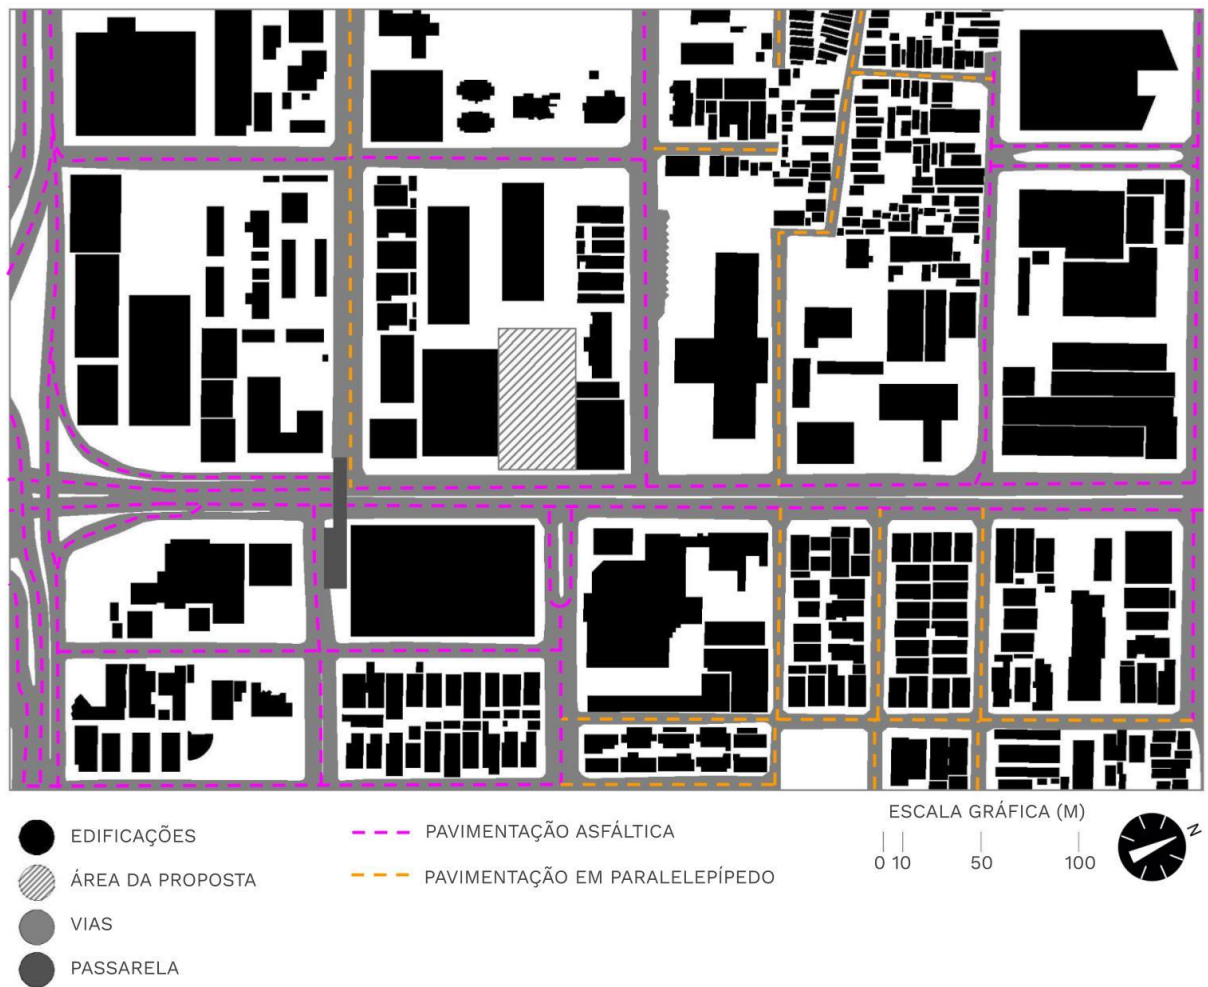 EDIFICAÇÕES
ÁREA DA PROPOSTA
VIAS
PASSARELA
PAVIMENTAÇÃO ASFÁLTICA
PAVIMENTAÇÃO EM PARALELEPÍPEDO
ESCALA GRÁFICA (M)
0 10 50 100
N